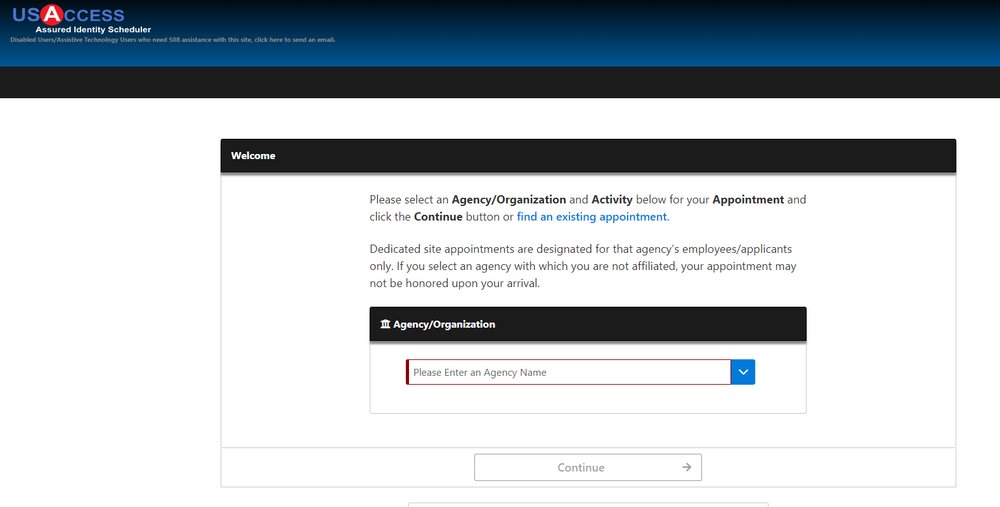 USACCESS
Assured Identity Scheduler
Disabled Users/Assistive Technology Users who need 508 assistance with this site, click here to send an email.
Welcome
Please select an Agency/Organization and Activity below for your Appointment and
click the Continue button or find an existing appointment.
Dedicated site appointments are designated for that agency's employees/applicants
only. If you select an agency with which you are not affiliated, your appointment may
not be honored upon your arrival.
Agency/Organization
Please Enter an Agency Name
Continue